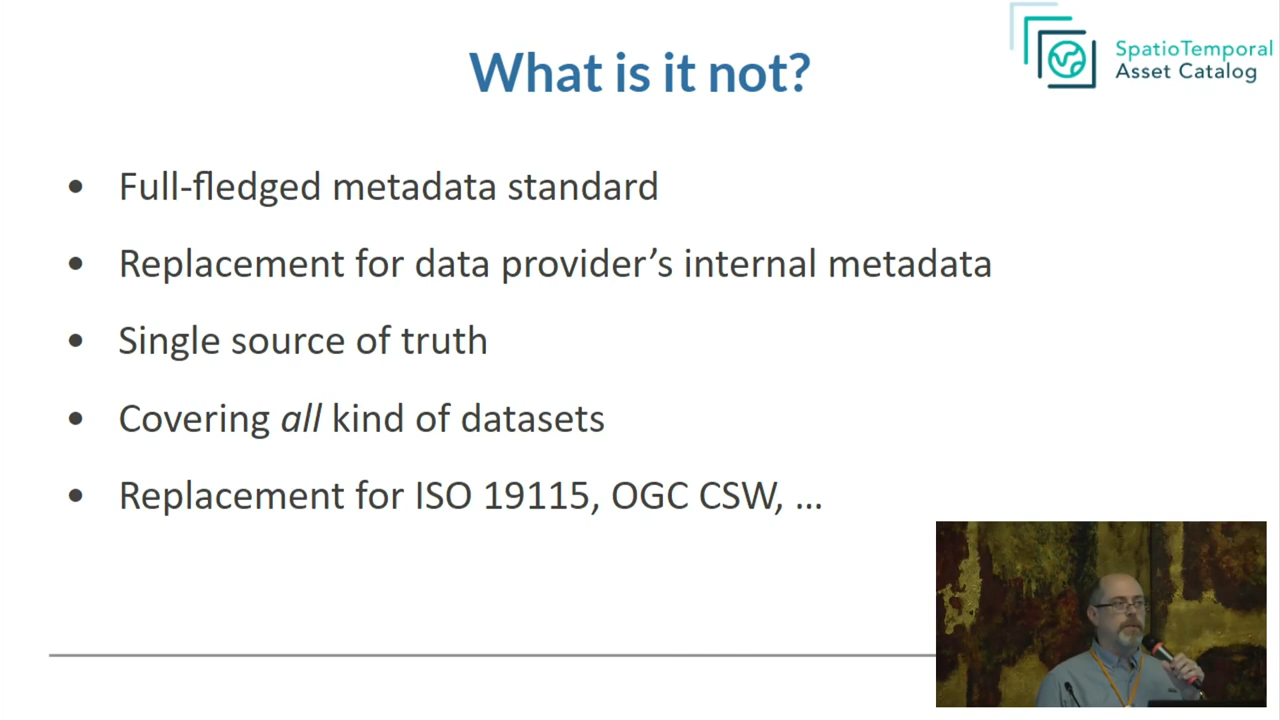 What is it not?
SpatioTemporal
Asset Catalog
• Full-fledged metadata standard
• Replacement for data provider’s internal metadata
• Single source of truth
• Covering all kind of datasets
• Replacement for ISO 19115, OGC CSW, ...